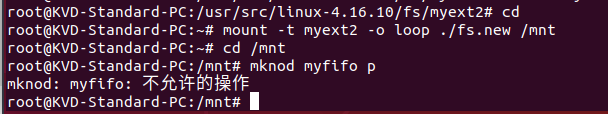 root@KVD-Standard-PC:/usr/src/linux-4.16.10/fs/myext2# cd
root@KVD-Standard-PC:~# mount -t myext2 -o loop ./fs.new /mnt
root@KVD-Standard-PC:~# cd /mnt
root@KVD-Standard-PC:/mnt# mknod myfifo p
mknod: myfifo: 不允许的操作
root@KVD-Standard-PC:/mnt#